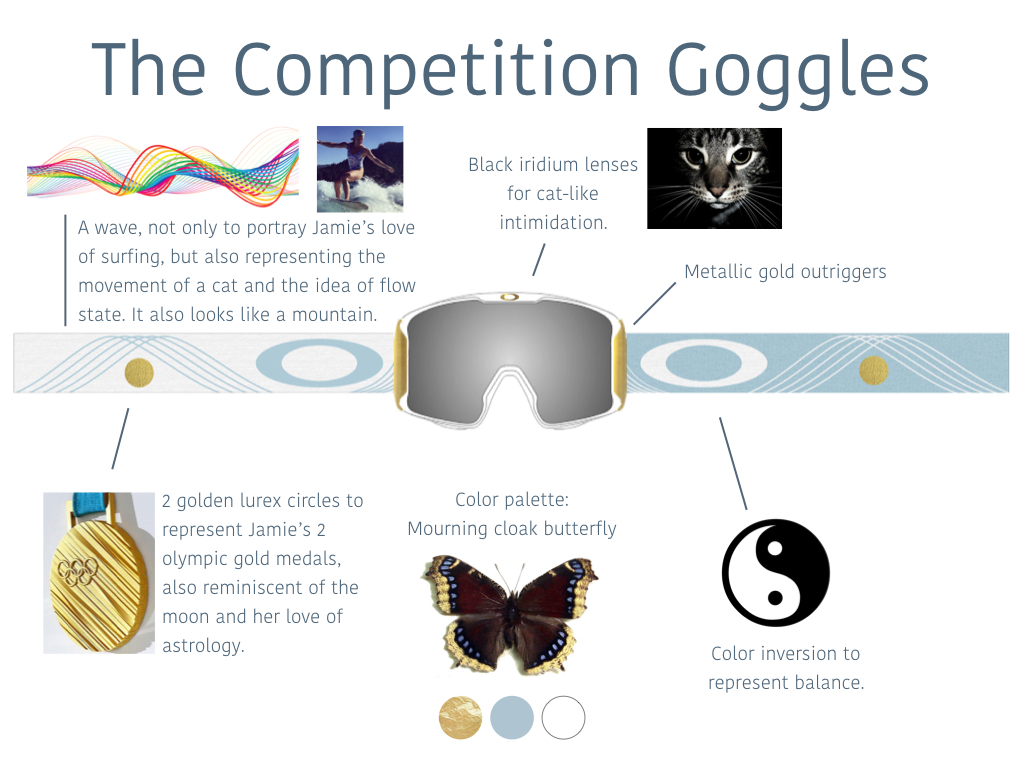 The Competition Goggles
A wave, not only to portray Jamie's love
of surfing, but also representing the
movement of a cat and the idea of flow
state. It also looks like a mountain.
Black iridium lenses
for cat-like
intimidation.
Metallic gold outriggers
2 golden lurex circles to
represent Jamie's 2
olympic gold medals,
also reminiscent of the
moon and her love of
astrology.
Color palette:
Mourning cloak butterfly
Color inversion to
represent balance.